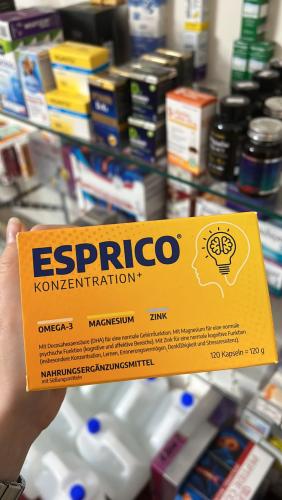 ESPRICO®
KONZENTRATION+
OMEGA-3 MAGNESIUM ZINK
Mit Docosahexaensäure (DHA) für eine normale Gehirnfunktion. Mit Magnesium für eine normale
psychische Funktion (kognitive und affektive Bereiche). Mit Zink für eine normale kognitive Funktion
(insbesondere Konzentration, Lernen, Erinnerungsvermögen, Denkfähigkeit und Stressresistenz).
NAHRUNGSERGÄNZUNGSMITTEL
mit Süßungsmitteln
120 Kapseln = 120 g